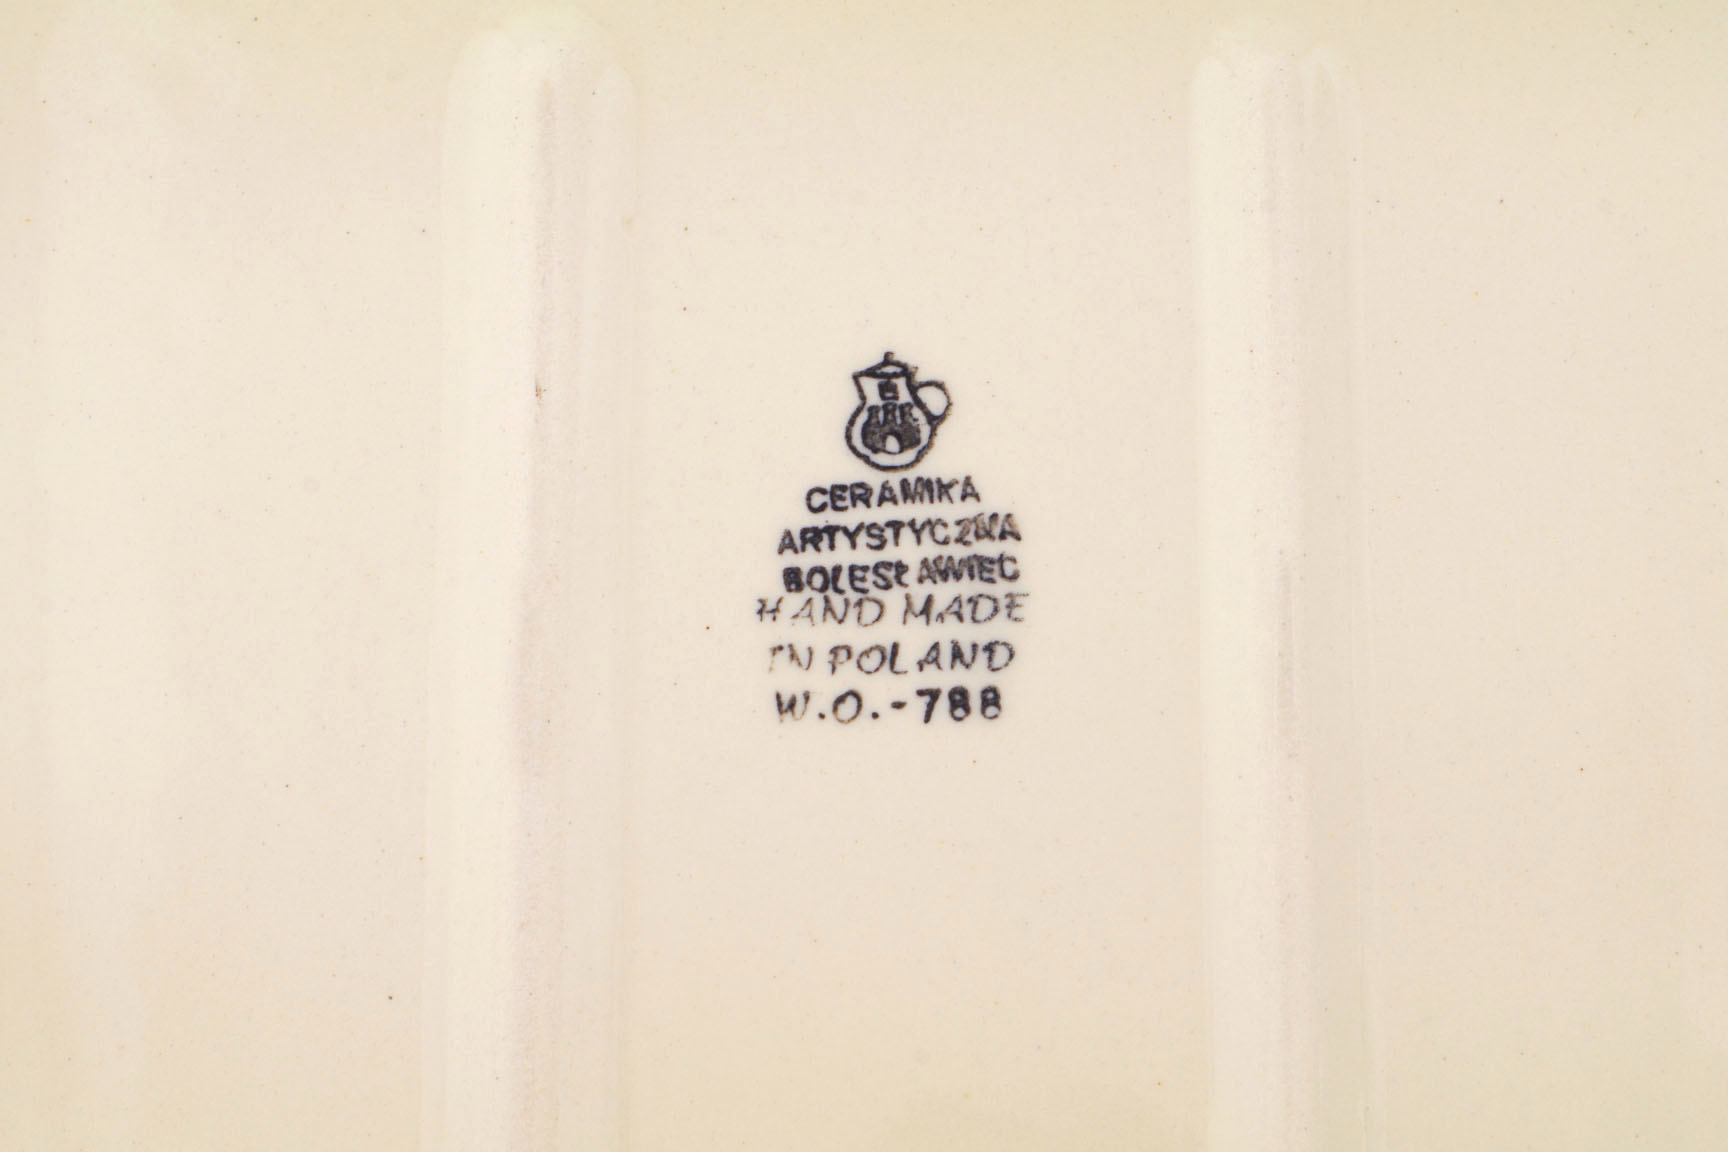 CERAMIKA
ARTYSTYCZNA
BOLESŁAWIEC
HAND MADE
IN POLAND
W.O.-788